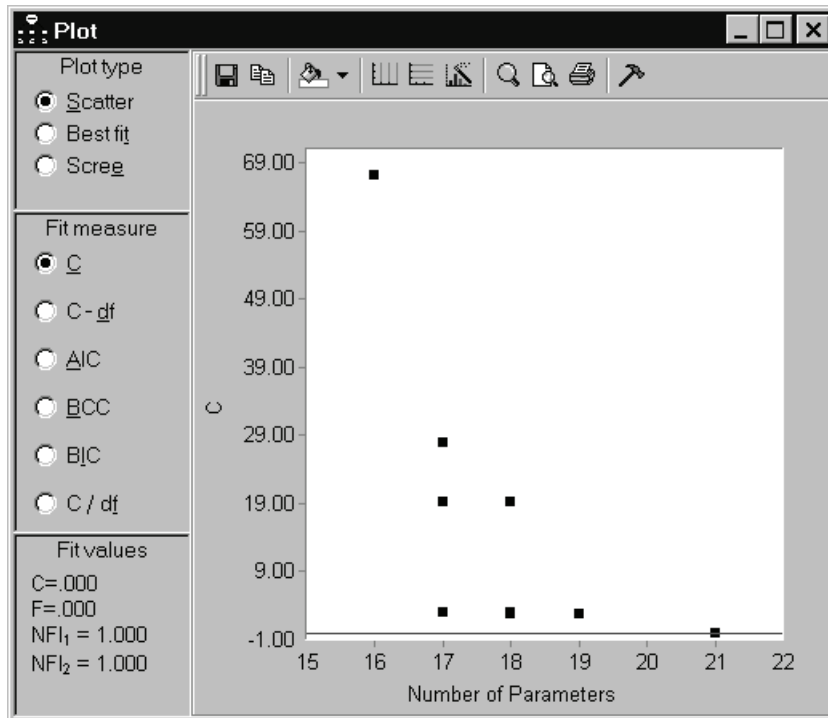 Plot
Plot type
Scatter
Best fit
Scree
Fit measure
C
C - df
AIC
BCC
BIC
C / df
Fit values
C=.000
F=.000
NFI₁ = 1.000
NFI₂ = 1.000
69.00
59.00
49.00
39.00
29.00
19.00
9.00
-1.00
C
15 16 17 18 19 20 21 22
Number of Parameters